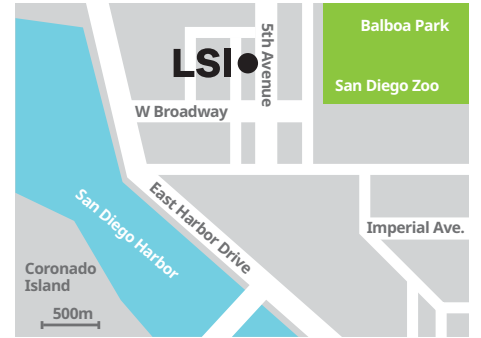 Balboa Park
5th Avenue
LSI
San Diego Zoo
W Broadway
East Harbor Drive
San Diego Harbor
Imperial Ave.
Coronado
Island
500m